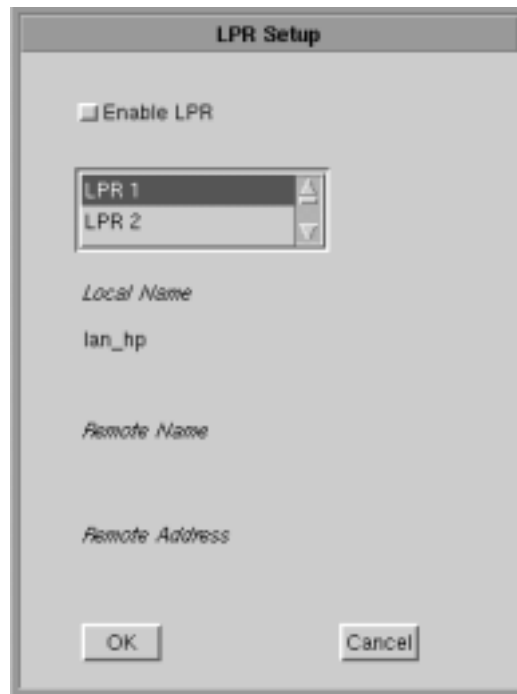 LPR Setup
Enable LPR
LPR 1
LPR 2
Local Name
lan_hp
Remote Name
Remote Address
OK Cancel